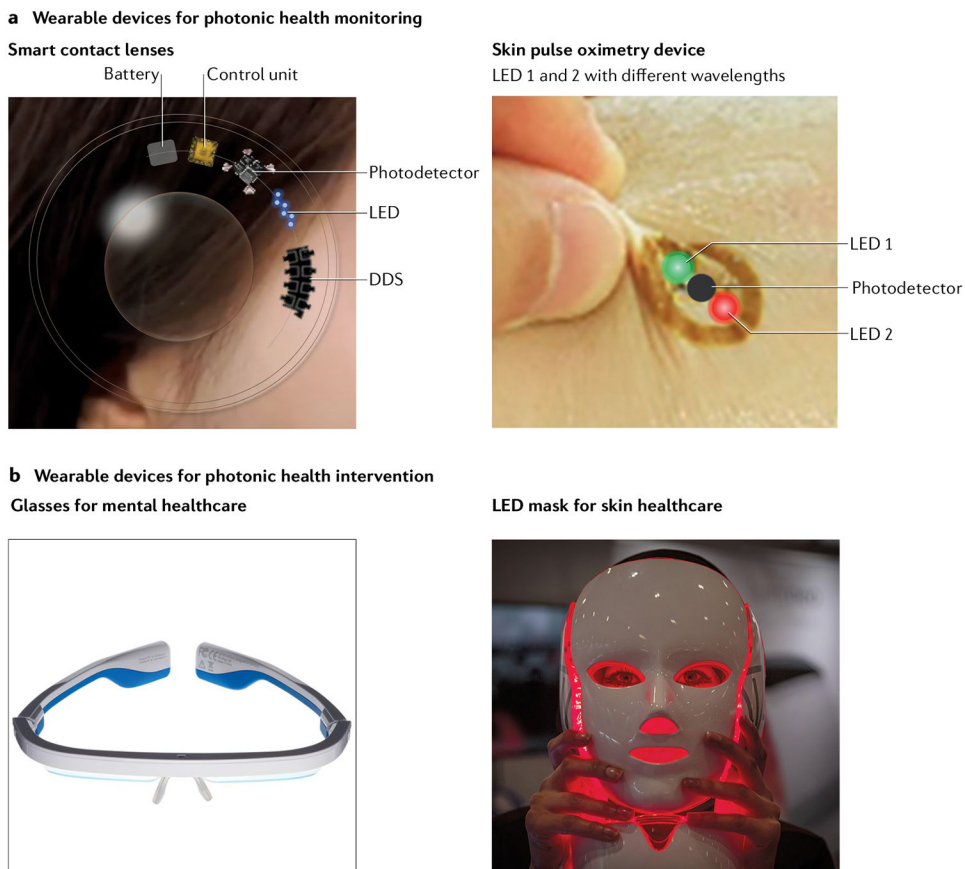 a Wearable devices for photonic health monitoring
Smart contact lenses
Battery
Control unit
Photodetector
LED
DDS
Skin pulse oximetry device
LED 1 and 2 with different wavelengths
LED 1
Photodetector
LED 2
b Wearable devices for photonic health intervention
Glasses for mental healthcare
LED mask for skin healthcare